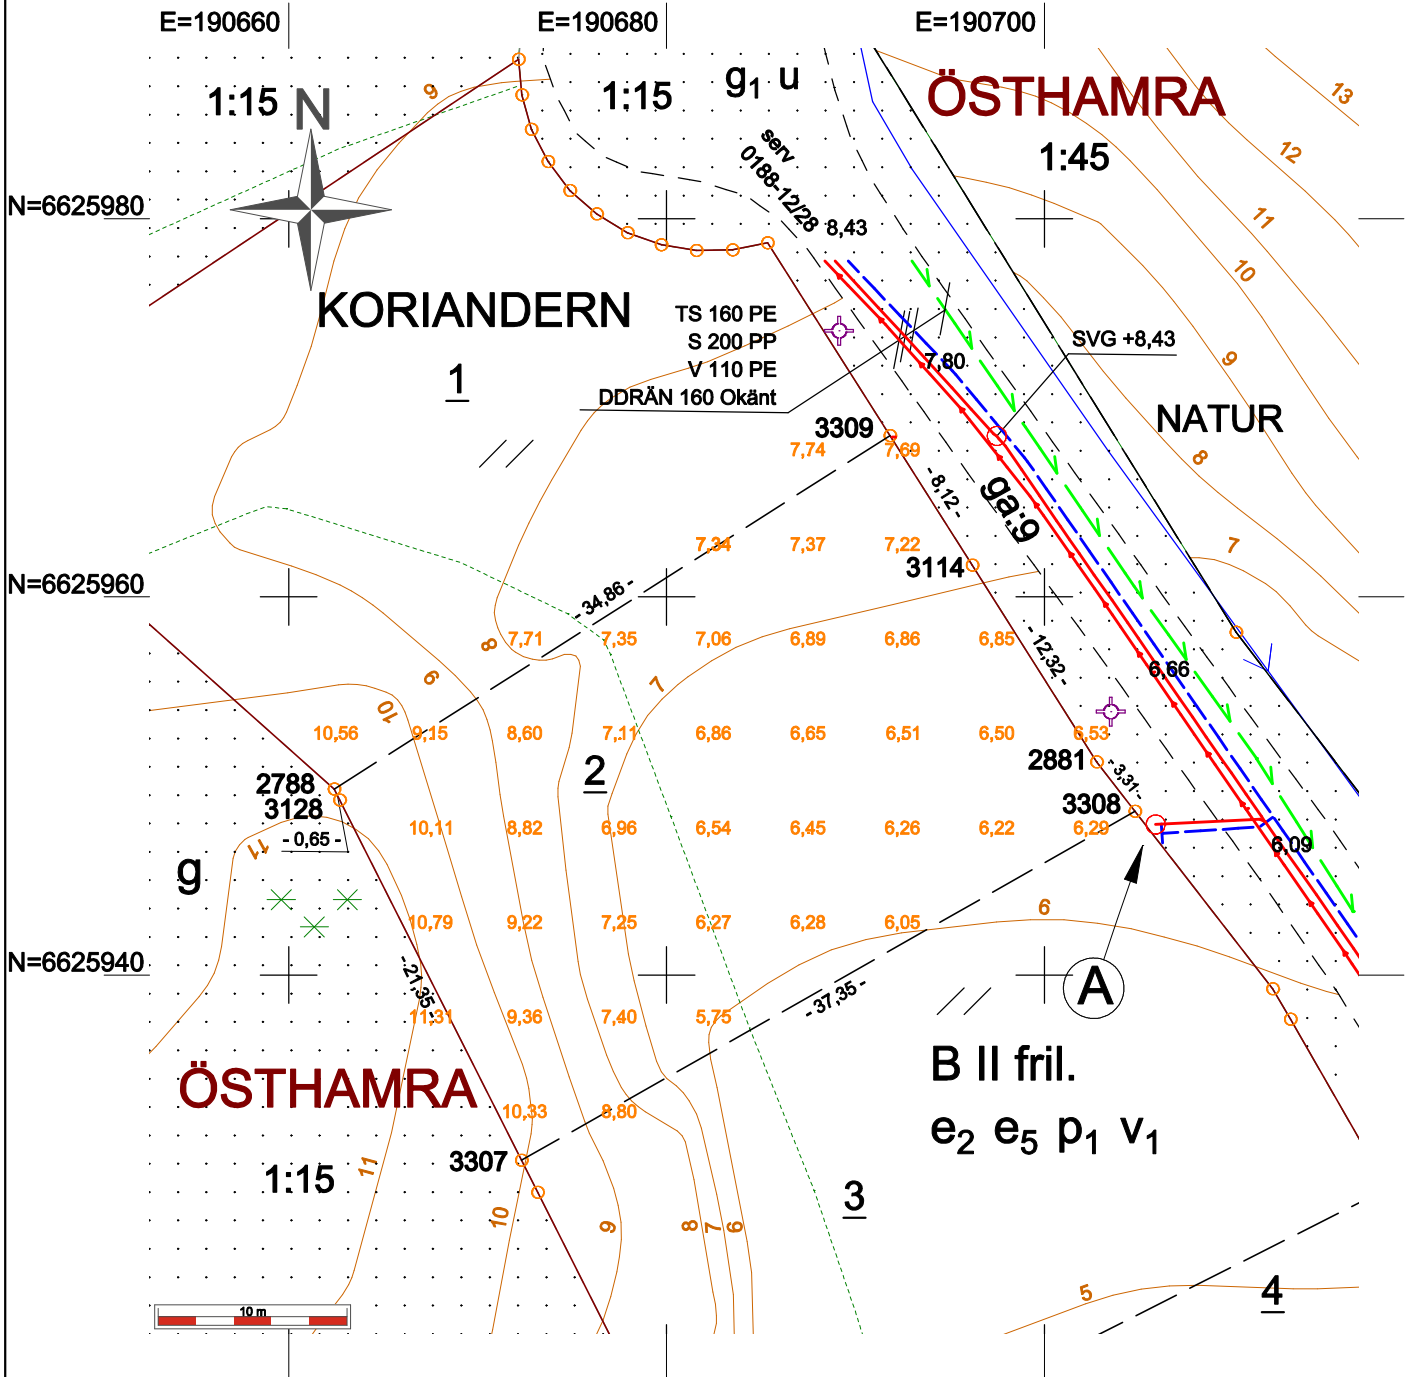 E=190660
E=190680
E=190700
1:15
N
9
1:15
g1 u
ÖSTHAMRA
1:45
13
12
11
10
9
8
7
serv
0188-12/28
8,43
N=6625980
KORIANDERN
1
TS 160 PE
S 200 PP
V 110 PE
DDRÄN 160 Okänt
7,80
SVG +8,43
NATUR
3309
7,74
7,69
- 8,12 -
ga:9
7,34
7,37
7,22
3114
N=6625960
- 34,86 -
8
7,71
7,35
7,06
6,89
6,86
6,85
- 12,32 -
6,66
9
10
7
10,56
9,15
8,60
7,11
6,86
6,65
6,51
6,50
6,53
2
2881
- 3,31 -
2788
3128
3308
- 0,65 -
11
10,11
8,82
6,96
6,54
6,45
6,26
6,22
6,29
6,09
g
10,79
9,22
7,25
6,27
6,28
6,05
6
N=6625940
- 21,35 -
- 37,35 -
A
11,31
9,36
7,40
5,75
ÖSTHAMRA
1:15
B II fril.
e2 e5 p1 v1
10,33
8,80
3307
11
10
9
8
7
6
3
5
4
10 m